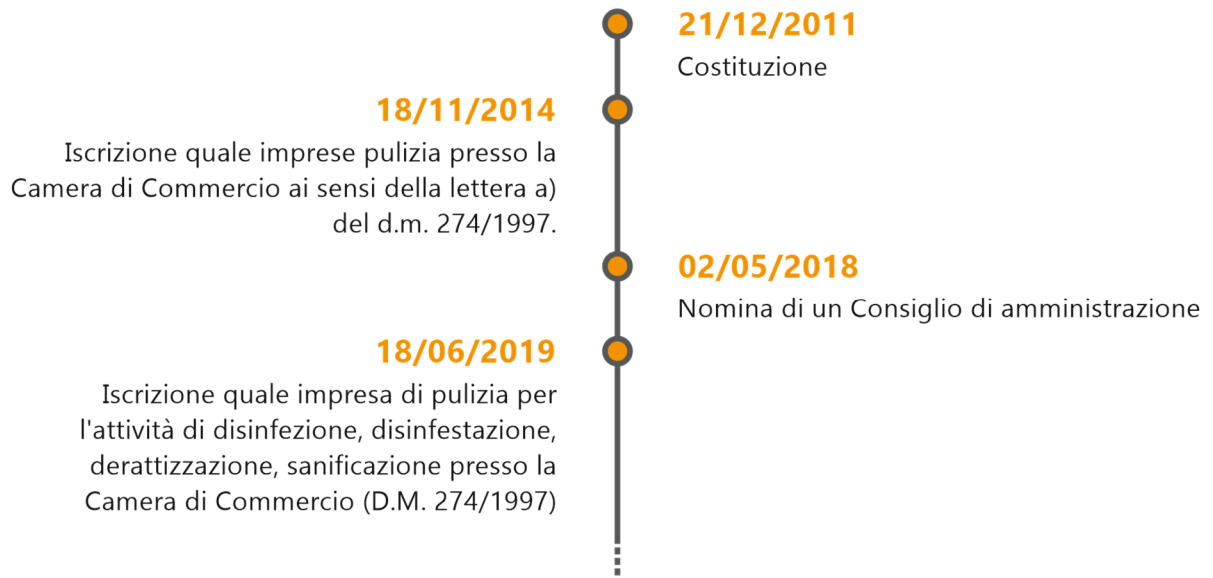 21/12/2011
Costituzione
18/11/2014
Iscrizione quale imprese pulizia presso la
Camera di Commercio ai sensi della lettera a)
del d.m. 274/1997.
02/05/2018
Nomina di un Consiglio di amministrazione
18/06/2019
Iscrizione quale impresa di pulizia per
l'attività di disinfezione, disinfestazione,
derattizzazione, sanificazione presso la
Camera di Commercio (D.M. 274/1997)